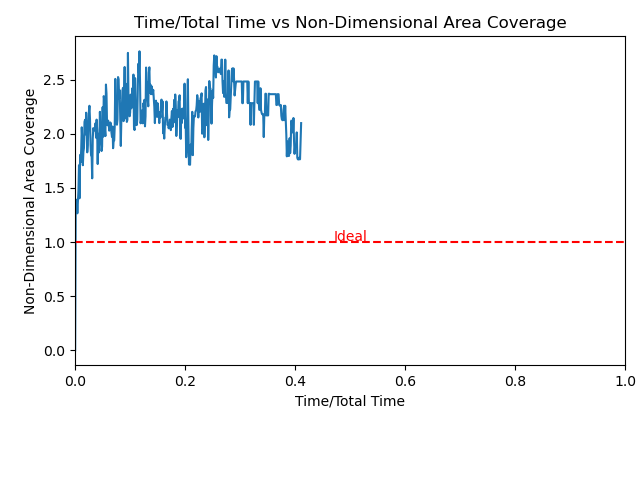 Time/Total Time vs Non-Dimensional Area Coverage
Non-Dimensional Area Coverage
2.5
2.0
1.5
1.0
0.5
0.0
Ideal
0.0 0.2 0.4 0.6 0.8 1.0
Time/Total Time